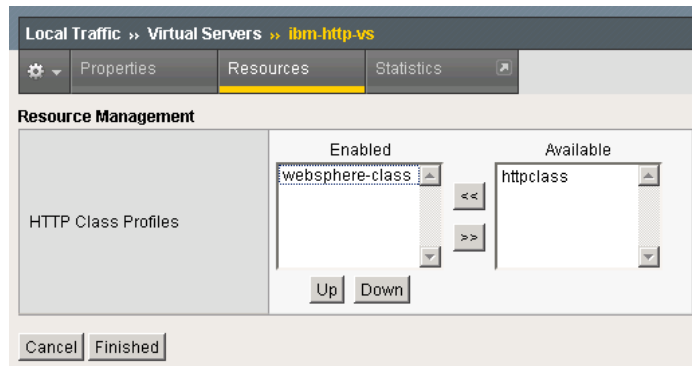 Local Traffic » Virtual Servers » ibm-http-vs
Properties Resources Statistics
Resource Management
HTTP Class Profiles
Enabled
Available
websphere-class
httpclass
<<
>>
Up Down
Cancel Finished